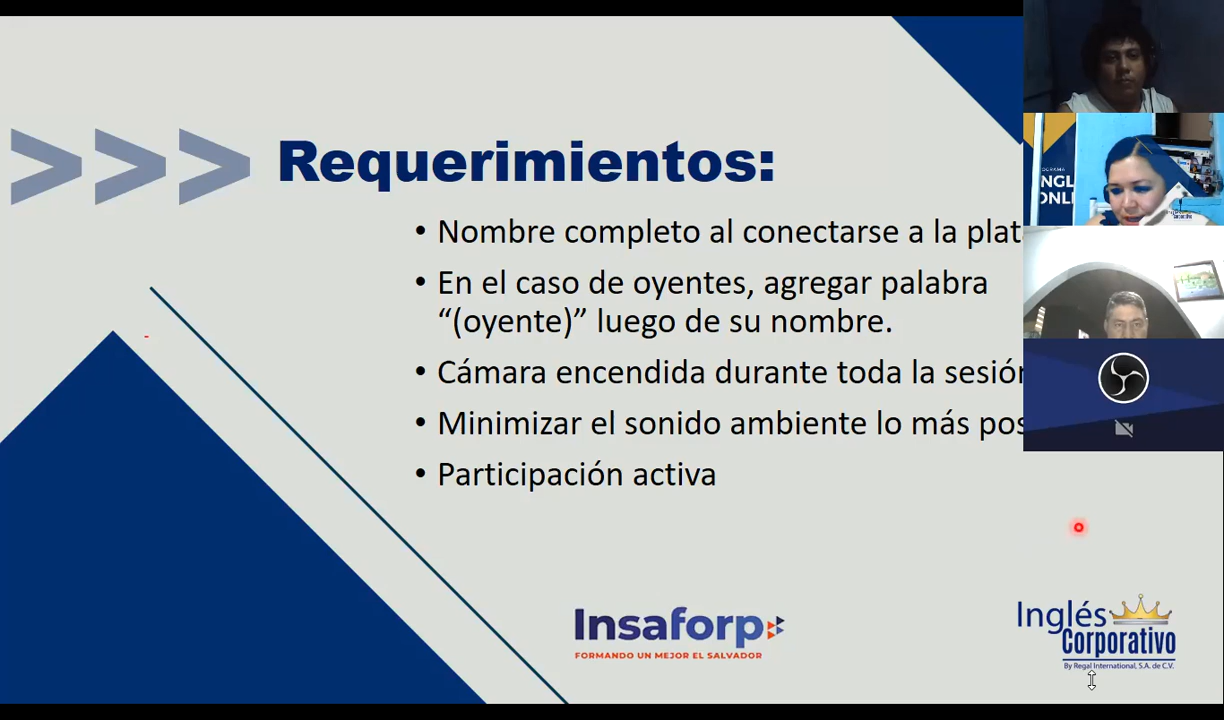 Requerimientos:
• Nombre completo al conectarse a la plat
• En el caso de oyentes, agregar palabra
“(oyente)” luego de su nombre.
• Cámara encendida durante toda la sesión
• Minimizar el sonido ambiente lo más pos
• Participación activa
Insaforp
FORMANDO UN MEJOR EL SALVADOR
Inglés
Corporativo
By Regal International, S.A. de C.V.